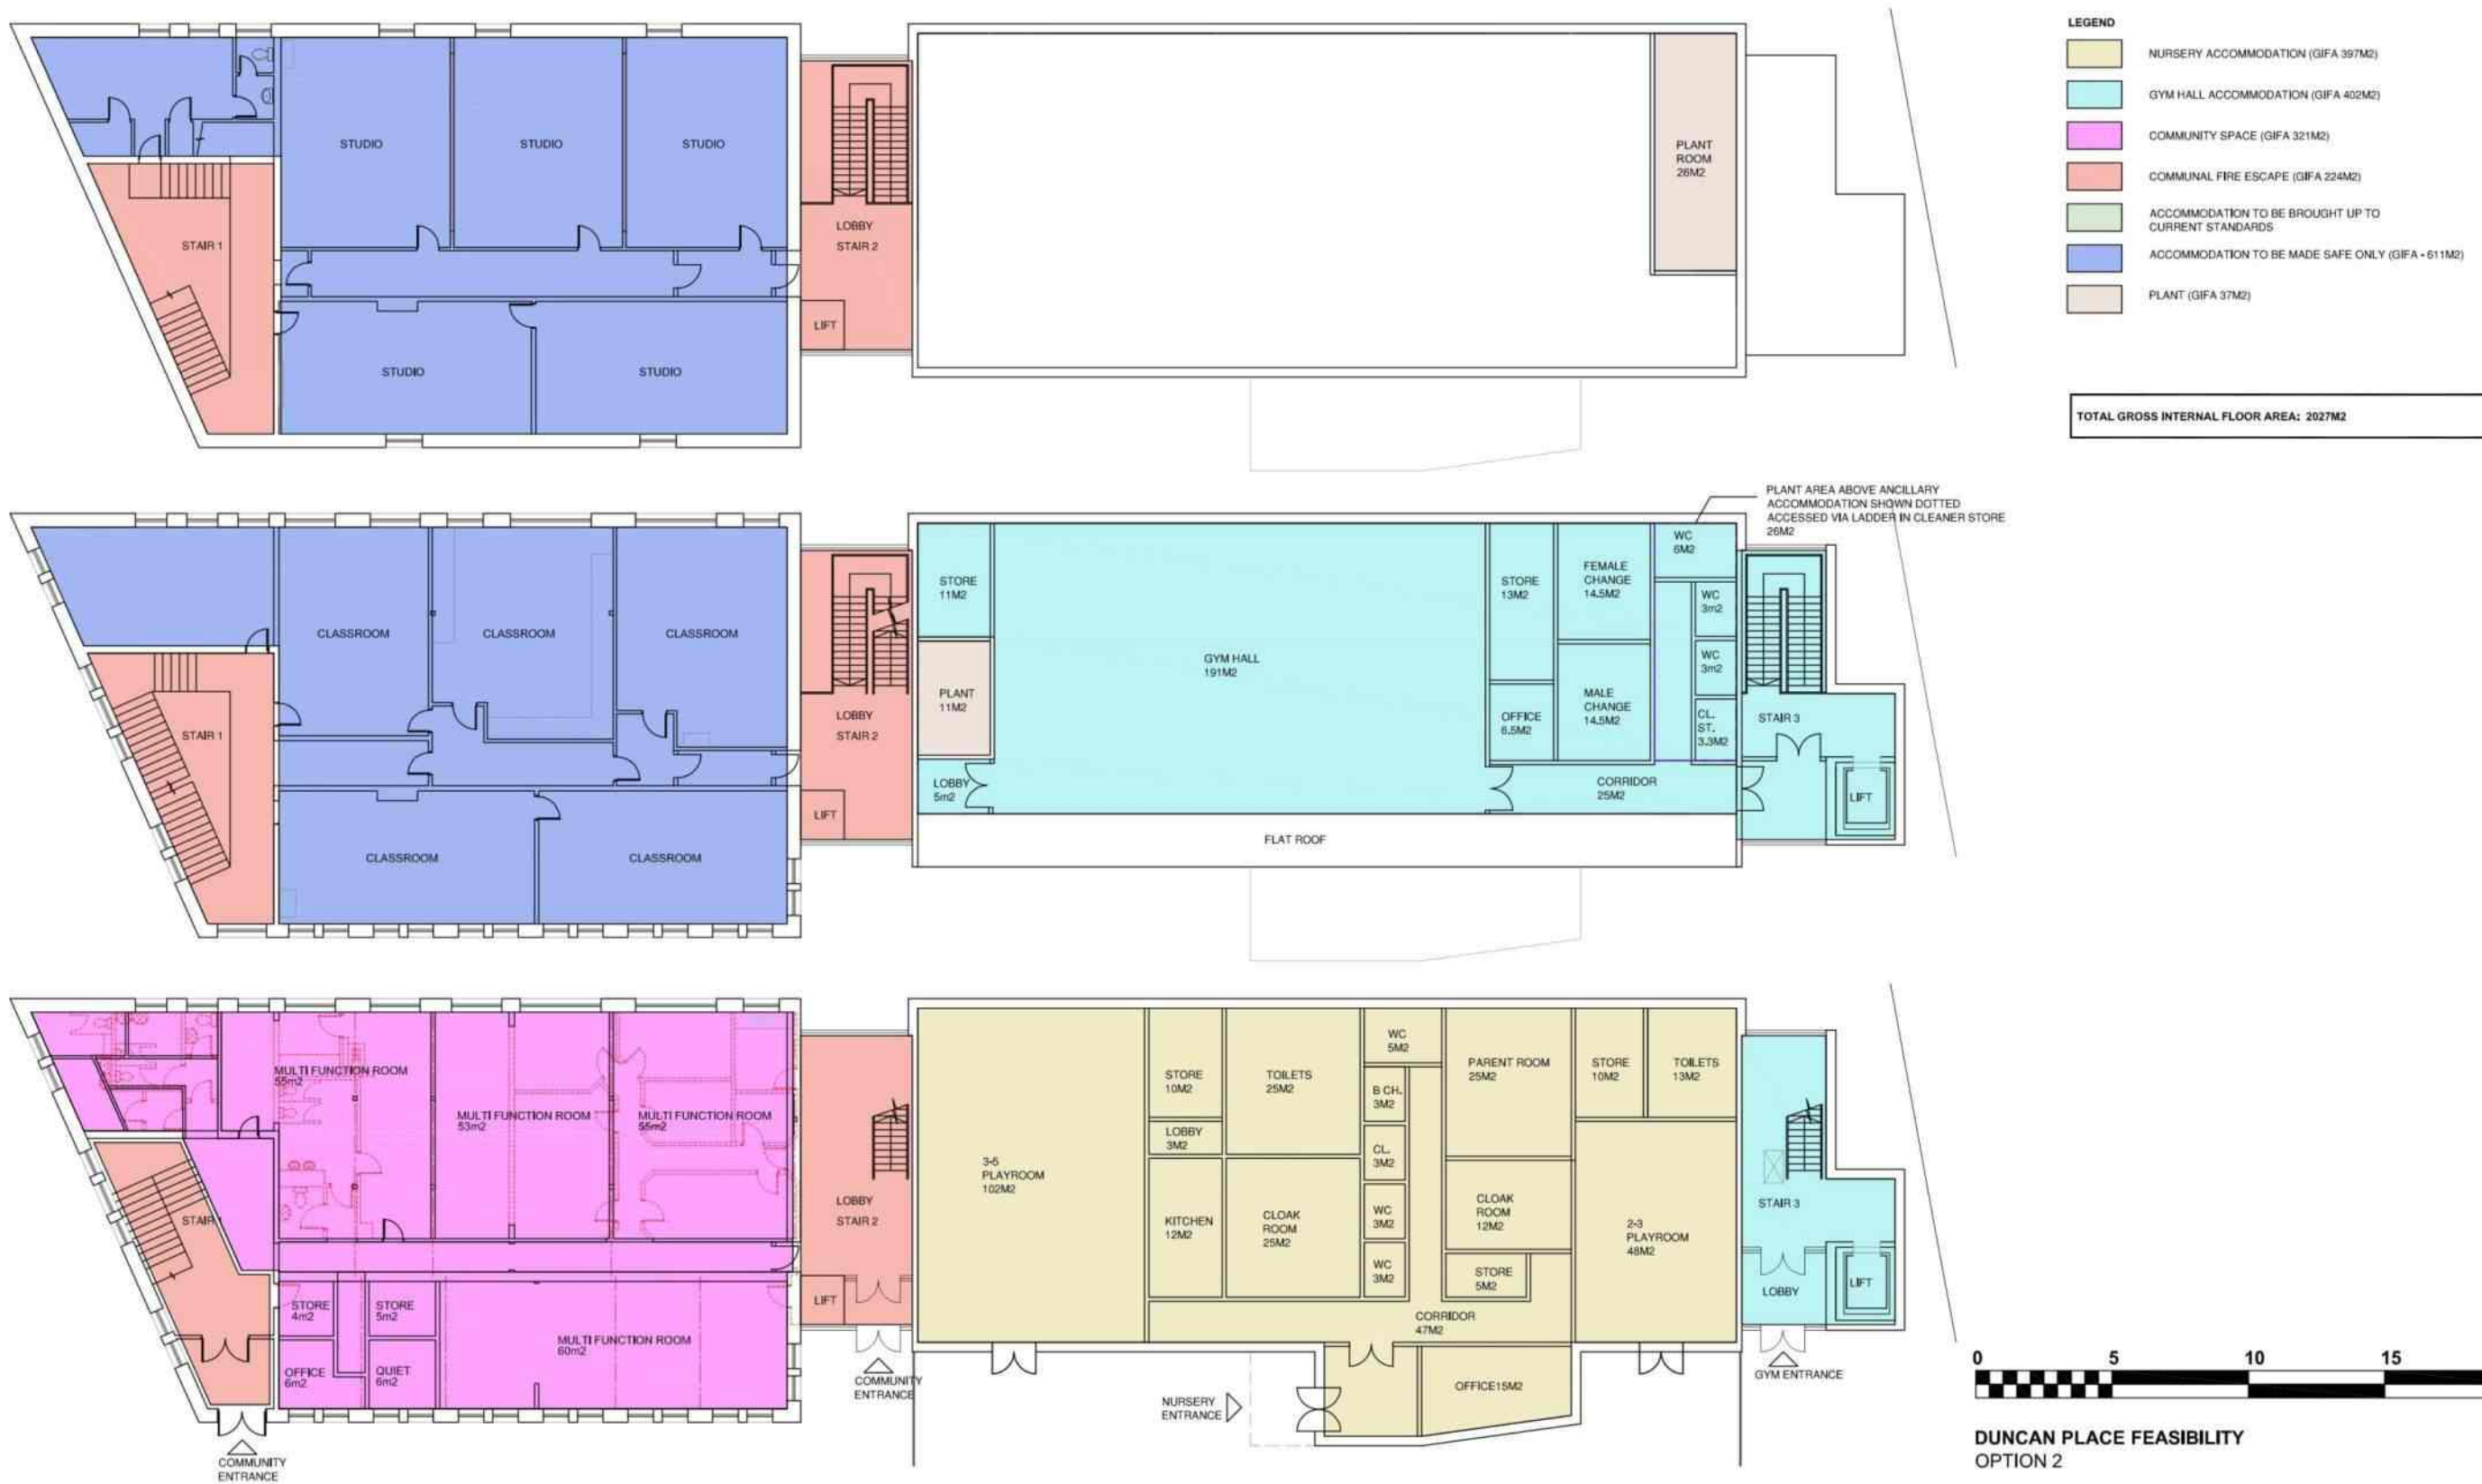 STUDIO
STUDIO
STUDIO
STAIR 1
LOBBY
STAIR 2
LIFT
STUDIO
STUDIO
PLANT
ROOM
26M2
LEGEND
NURSERY ACCOMMODATION (GIFA 397M2)
GYM HALL ACCOMMODATION (GIFA 402M2)
COMMUNITY SPACE (GIFA 321M2)
COMMUNAL FIRE ESCAPE (GIFA 224M2)
ACCOMMODATION TO BE BROUGHT UP TO
CURRENT STANDARDS
ACCOMMODATION TO BE MADE SAFE ONLY (GIFA - 611M2)
PLANT (GIFA 37M2)
TOTAL GROSS INTERNAL FLOOR AREA: 2027M2
PLANT AREA ABOVE ANCILLARY
ACCOMMODATION SHOWN DOTTED
ACCESSED VIA LADDER IN CLEANER STORE
26M2
CLASSROOM
CLASSROOM
CLASSROOM
STAIR 1
LOBBY
STAIR 2
LIFT
CLASSROOM
CLASSROOM
STORE
11M2
PLANT
11M2
LOBBY
5m2
GYM HALL
191M2
STORE
13M2
OFFICE
6.5M2
FEMALE
CHANGE
14.5M2
MALE
CHANGE
14.5M2
WC
6M2
WC
3m2
WC
3m2
CL.
ST.
3.3M2
CORRIDOR
25M2
STAIR 3
LIFT
FLAT ROOF
MULTI FUNCTION ROOM
55m2
MULTI FUNCTION ROOM
53m2
MULTI FUNCTION ROOM
55m2
STAIR
STORE
4m2
STORE
5m2
OFFICE
6m2
QUIET
6m2
MULTI FUNCTION ROOM
60m2
LOBBY
STAIR 2
LIFT
COMMUNITY
ENTRANCE
COMMUNITY
ENTRANCE
3-5
PLAYROOM
102M2
STORE
10M2
LOBBY
3M2
KITCHEN
12M2
TOILETS
25M2
CLOAK
ROOM
25M2
WC
5M2
B CH.
3M2
CL.
3M2
WC
3M2
WC
3M2
PARENT ROOM
25M2
CLOAK
ROOM
12M2
STORE
5M2
CORRIDOR
47M2
STORE
10M2
TOILETS
13M2
2-3
PLAYROOM
48M2
OFFICE15M2
NURSERY
ENTRANCE
STAIR 3
LOBBY
LIFT
GYM ENTRANCE
0 5 10 15
DUNCAN PLACE FEASIBILITY
OPTION 2